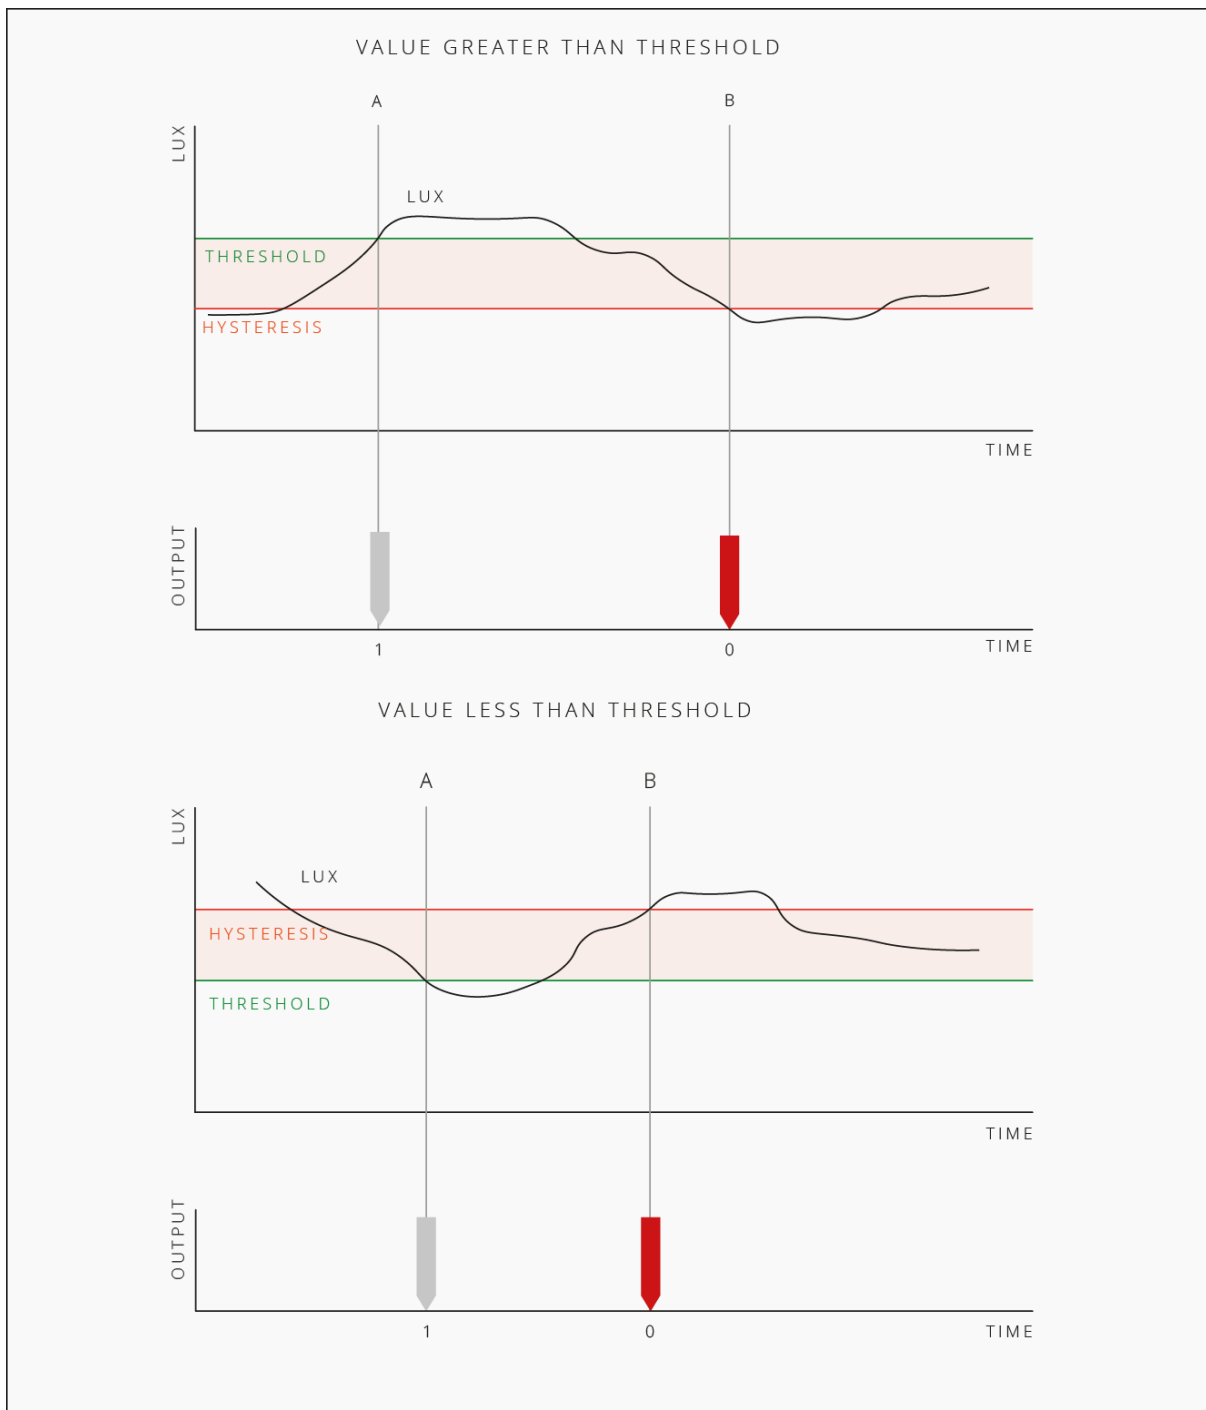 VALUE GREATER THAN THRESHOLD
A
B
LUX
LUX
THRESHOLD
HYSTERESIS
TIME
OUTPUT
1
0
TIME
VALUE LESS THAN THRESHOLD
A
B
LUX
LUX
HYSTERESIS
THRESHOLD
TIME
OUTPUT
1
0
TIME